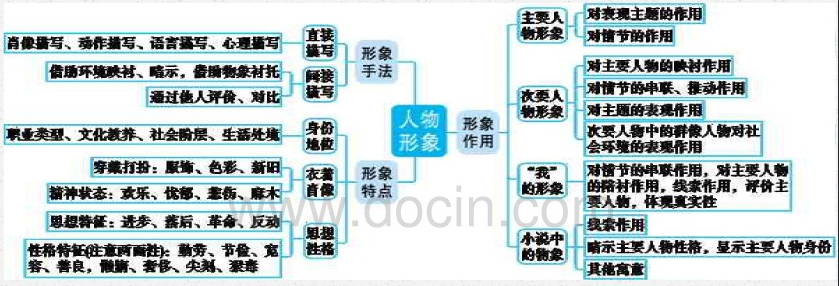 人物
形象
形象
手法
直接
描写
肖像描写、动作描写、语言描写、心理描写
间接
描写
借助环境映衬、暗示，借助物象衬托
通过他人评价、对比
形象
特点
身份
地位
职业类型、文化教养、社会阶层、生活处境
衣着
肖像
穿戴打扮：服饰、色彩、新旧
精神状态：欢乐、忧郁、悲伤、麻木
思想
性格
思想特征：进步、落后、革命、反动
性格特征(注意两面性)：勤劳、节俭、宽
容、善良，懒惰、奢侈、尖刻、狠毒
形象
作用
主要人
物形象
对表现主题的作用
对情节的作用
次要人
物形象
对主要人物的映衬作用
对情节的串联、推动作用
对主题的表现作用
次要人物中的群像人物对社
会环境的表现作用
“我”
的形象
对情节的串联作用，对主要人物
的陪衬作用，线索作用，评价主
要人物，体现真实性
小说中
的物象
线索作用
暗示主要人物性格，显示主要人物身份
其他寓意
www.docin.com